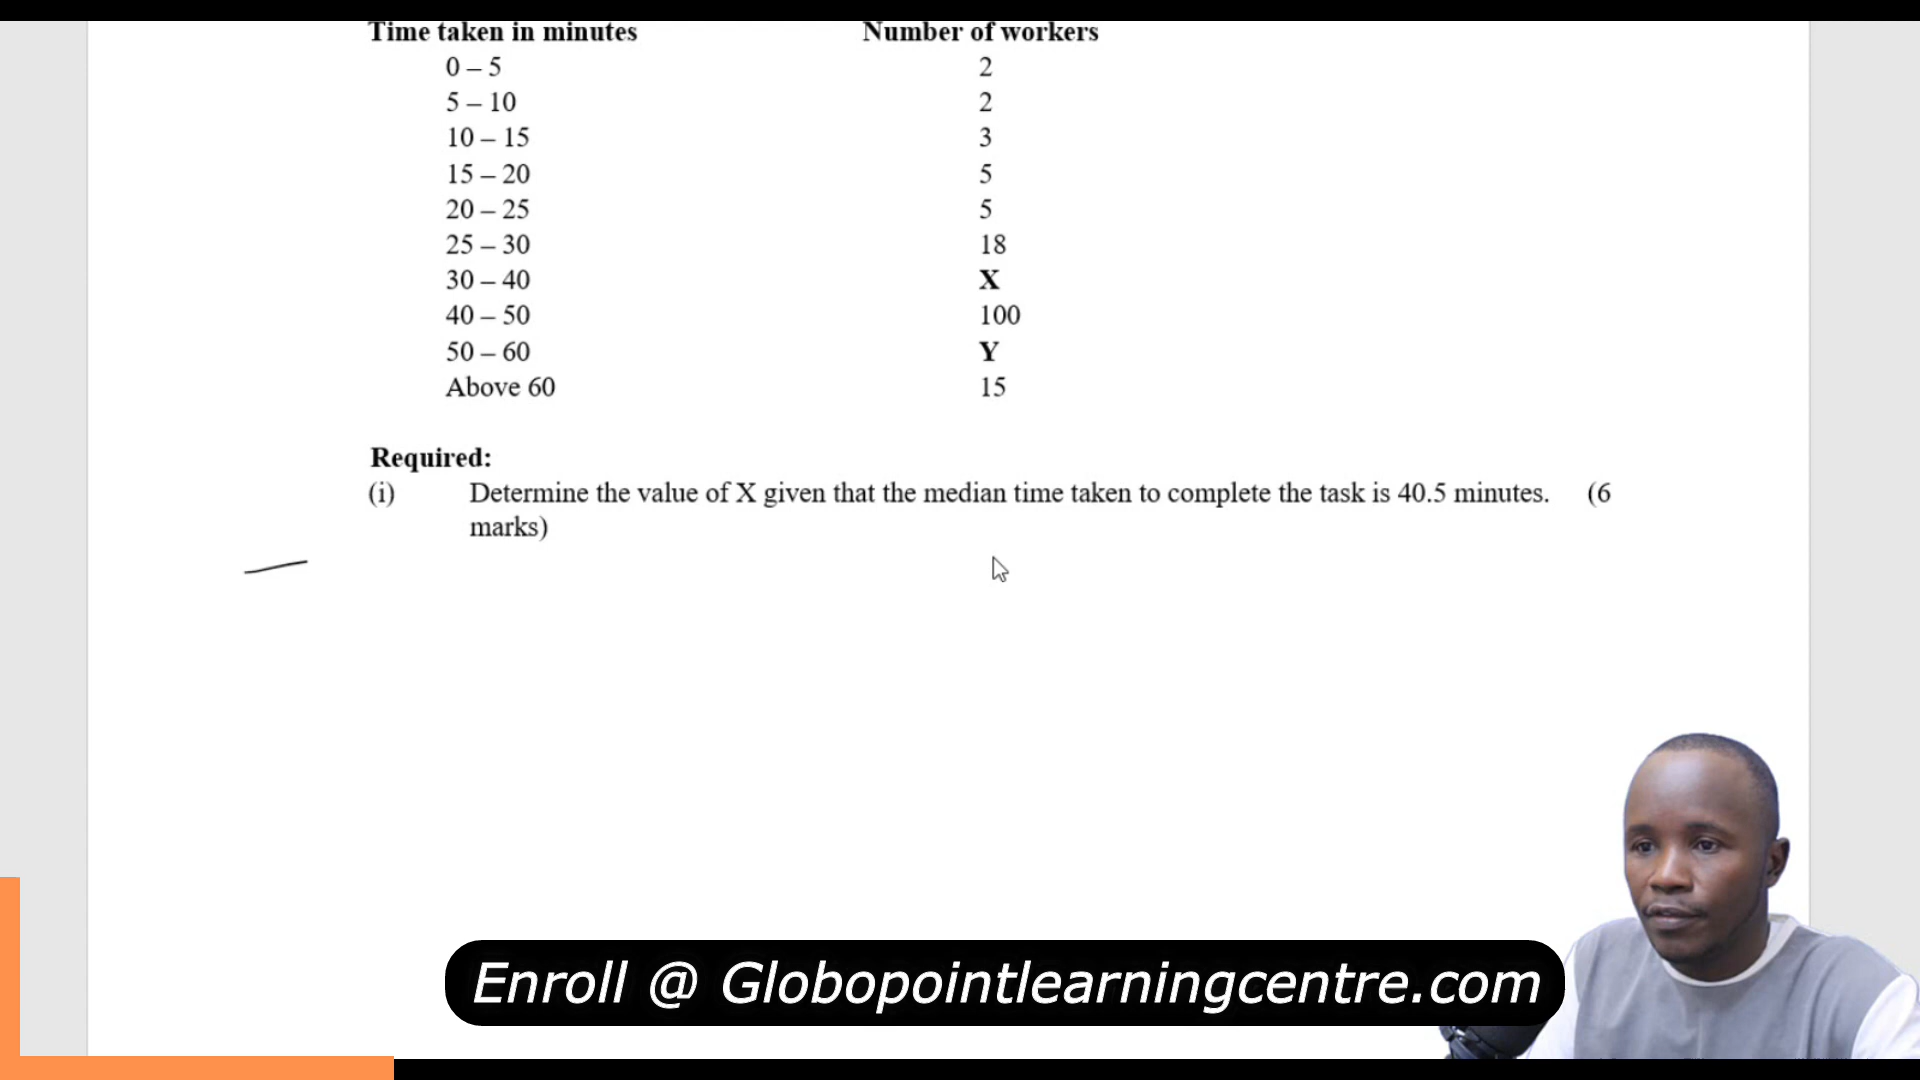 Time taken in minutes Number of workers
0 – 5 2
5 – 10 2
10 – 15 3
15 – 20 5
20 – 25 5
25 – 30 18
30 – 40 X
40 – 50 100
50 – 60 Y
Above 60 15
Required:
(i) Determine the value of X given that the median time taken to complete the task is 40.5 minutes. (6
marks)
Enroll @ Globopointlearningcentre.com